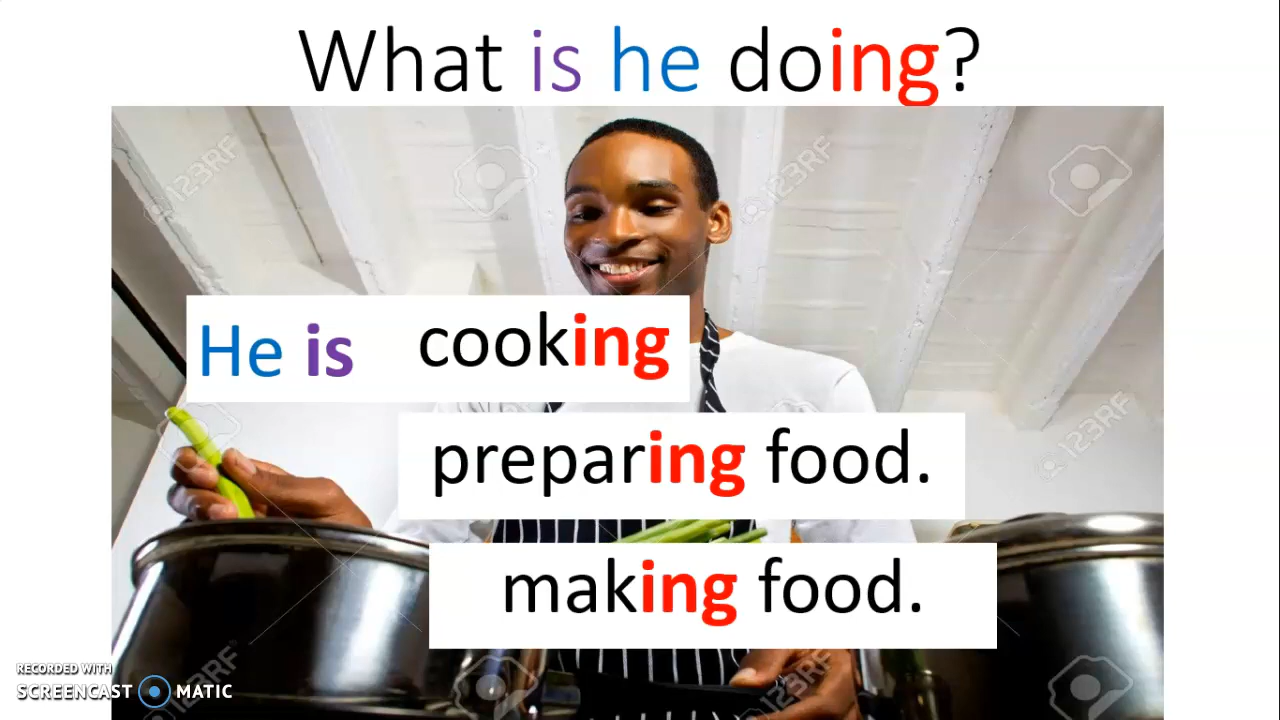 What is he doing?
He is cooking
preparing food.
making food.
123RF
123RF
123RF
123RF
123RF
RECORDED WITH
SCREENCAST MATIC